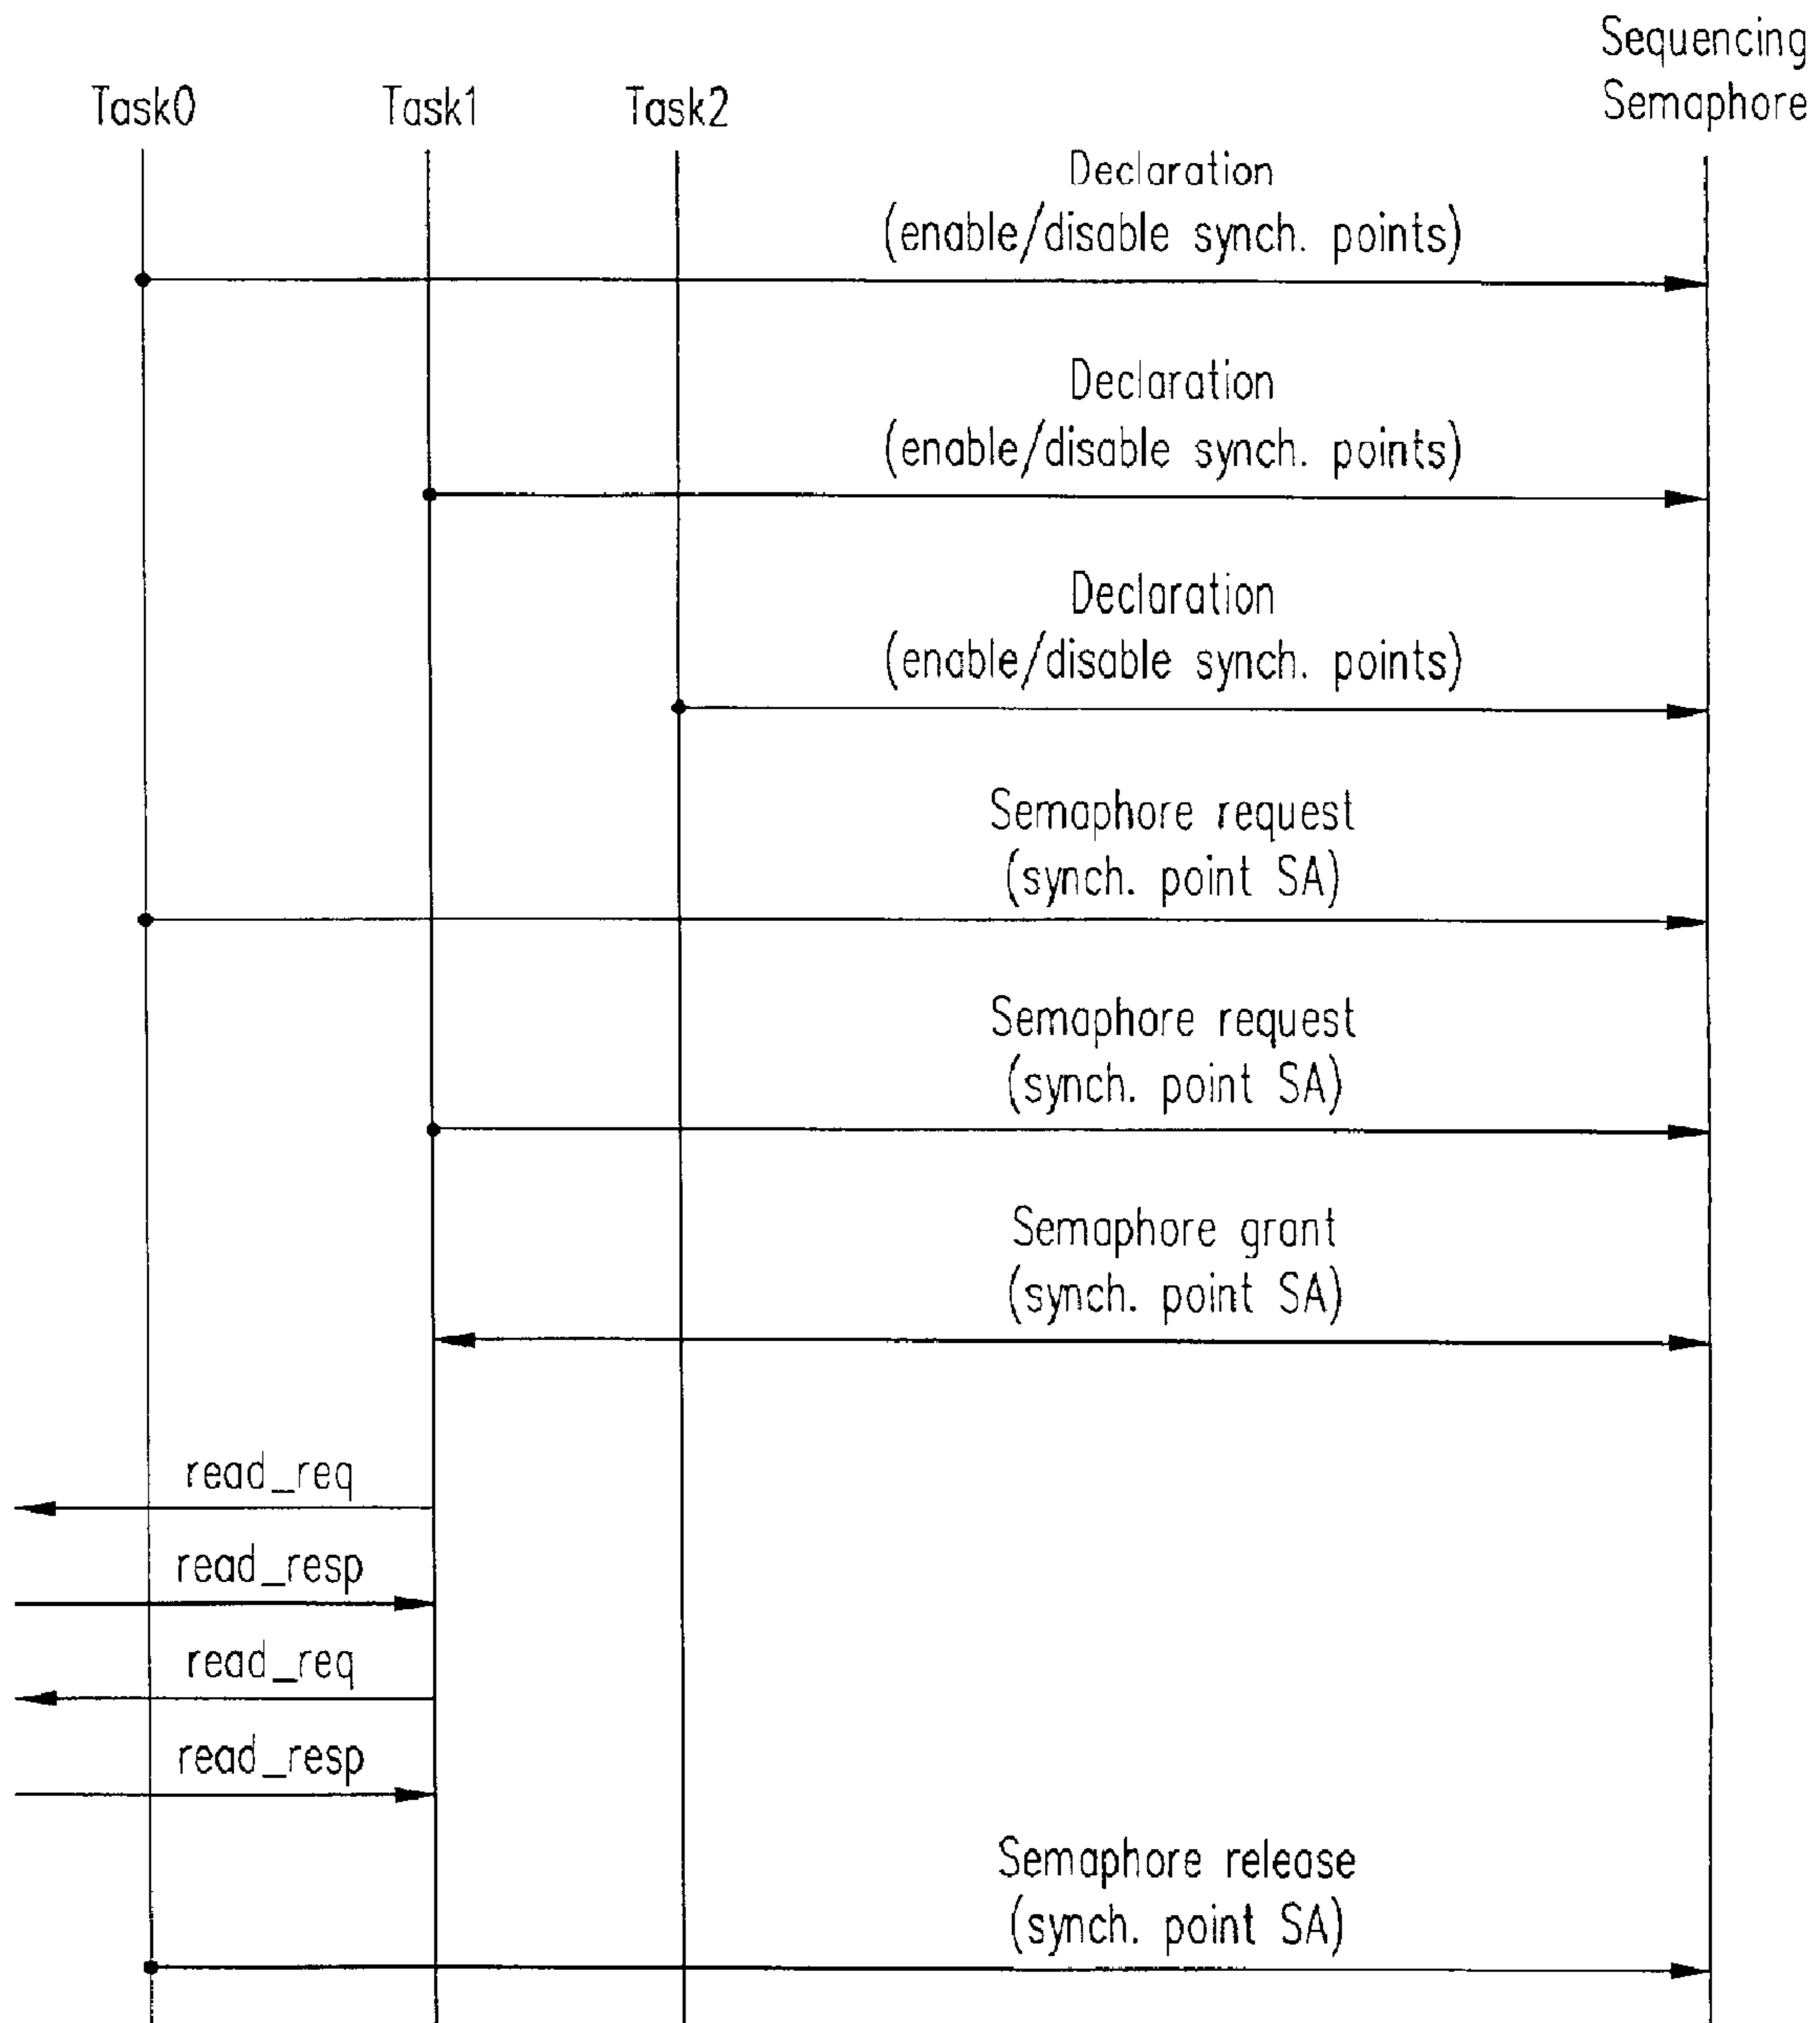 Sequencing
Semaphore
Task0
Task1
Task2
Declaration
(enable/disable synch. points)
Declaration
(enable/disable synch. points)
Declaration
(enable/disable synch. points)
Semaphore request
(synch. point SA)
Semaphore request
(synch. point SA)
Semaphore grant
(synch. point SA)
read_req
read_resp
read_req
read_resp
Semaphore release
(synch. point SA)